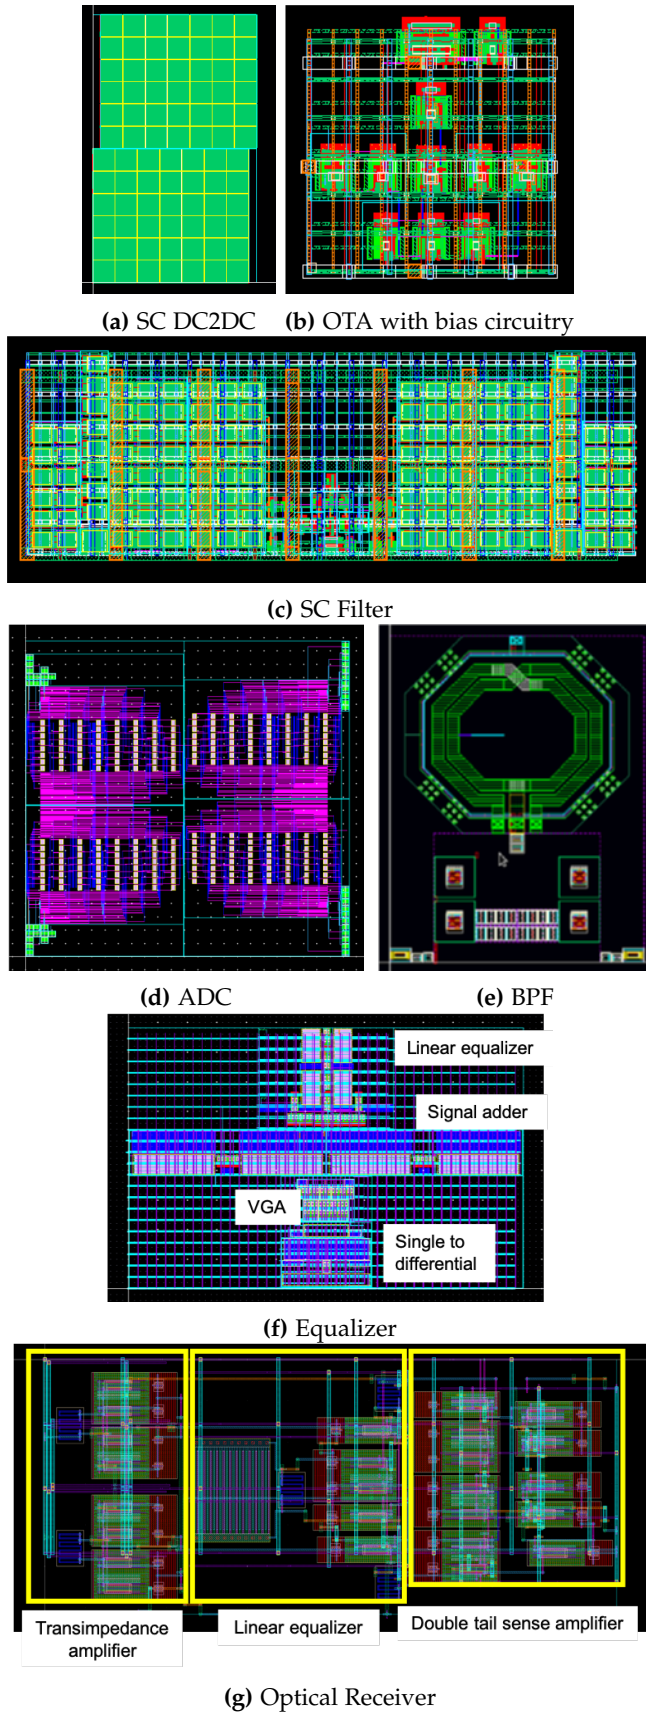 (a) SC DC2DC
(b) OTA with bias circuitry
(c) SC Filter
(d) ADC
(e) BPF
Linear equalizer
Signal adder
VGA
Single to
differential
(f) Equalizer
Transimpedance
amplifier
Linear equalizer
Double tail sense amplifier
(g) Optical Receiver